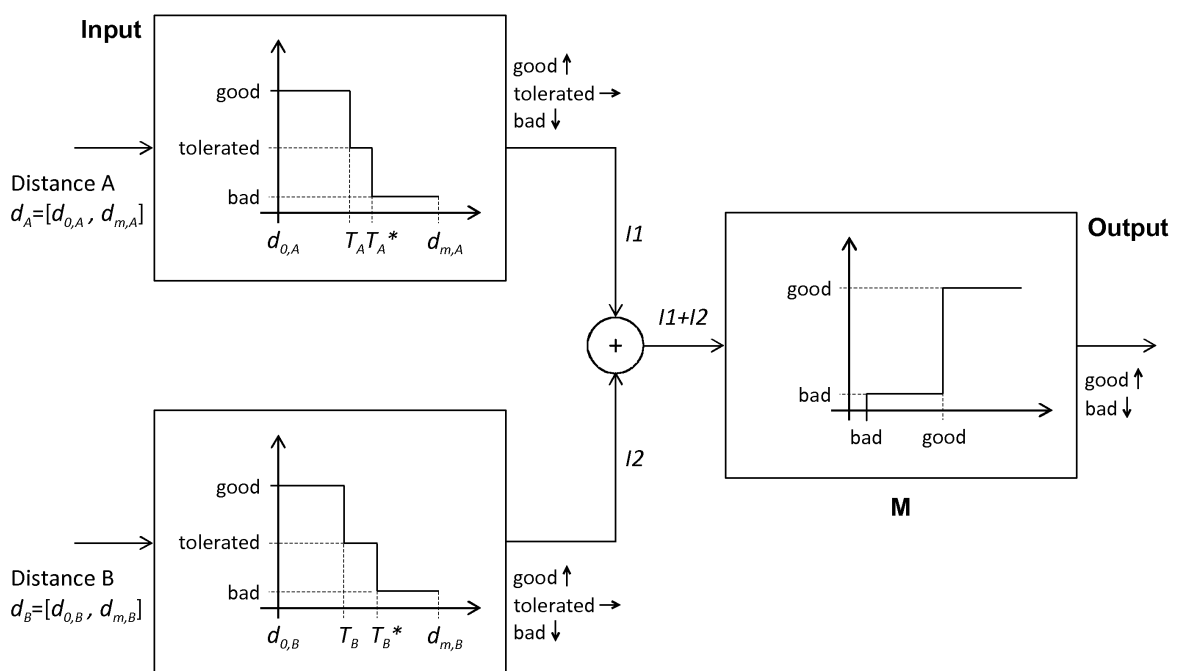 Input
good
tolerated
bad
d0,A
TA TA*
dm,A
good ↑
tolerated →
bad ↓
Distance A
dA=[d0,A , dm,A]
I1
+
I1+I2
I2
Output
good
bad
bad
good
good ↑
bad ↓
M
good
tolerated
bad
d0,B
TB
TB*
dm,B
Distance B
dB=[d0,B , dm,B]
good ↑
tolerated →
bad ↓